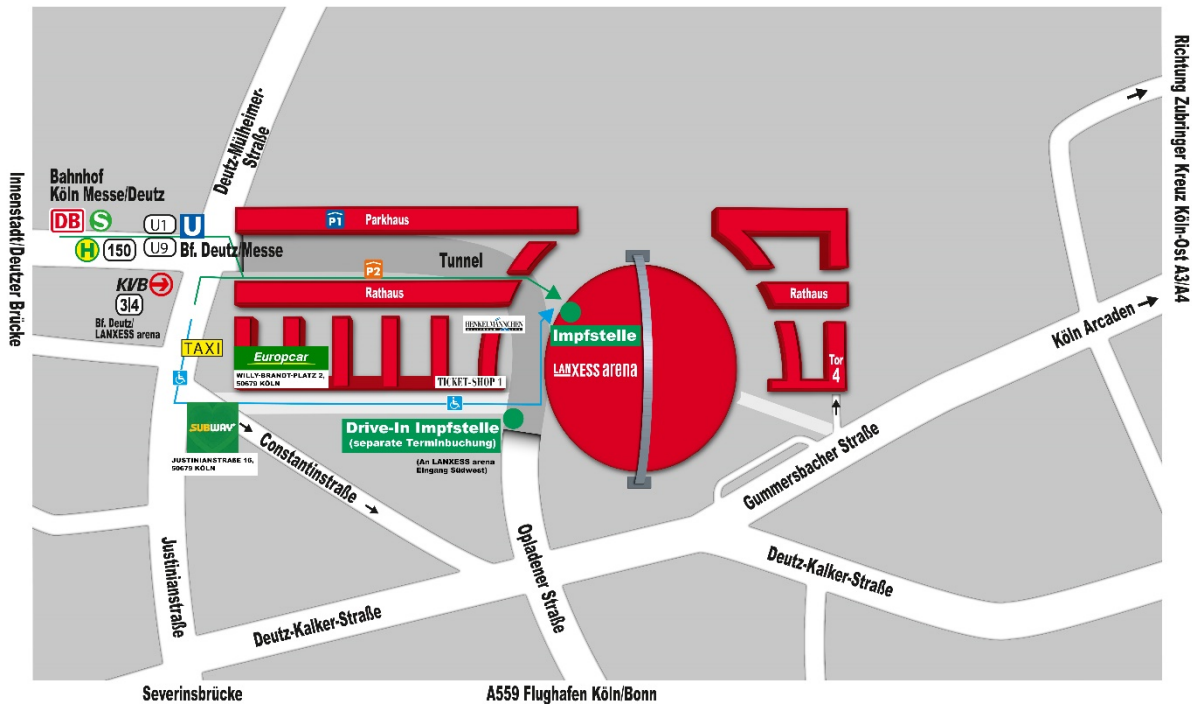 Richtung Zubringer Kreuz Köln-Ost A3/A4
Innenstadt/Deutzer Brücke
Deutz-Mülheimer-
Straße
Bahnhof
Köln Messe/Deutz
DB S U1 U
H 150 U9 Bf. Deutz/Messe
KVB
3|4
Bf. Deutz/
LANXESS arena
P1 Parkhaus
Tunnel
P2
Rathaus
Rathaus
HENKELMÄNNCHEN
Impfstelle
LANXESS arena
TAXI
Europcar
WILLY-BRANDT-PLATZ 2,
50679 KÖLN
TICKET-SHOP 1
Tor
4
Köln Arcaden
SUBWAY
JUSTINIANSTRAßE 16,
50679 KÖLN
Drive-In Impfstelle
(separate Terminbuchung)
(An LANXESS arena
Eingang Südwest)
Constantinstraße
Gummersbacher Straße
Justinianstraße
Opladener Straße
Deutz-Kalker-Straße
Deutz-Kalker-Straße
Severinsbrücke
A559 Flughafen Köln/Bonn